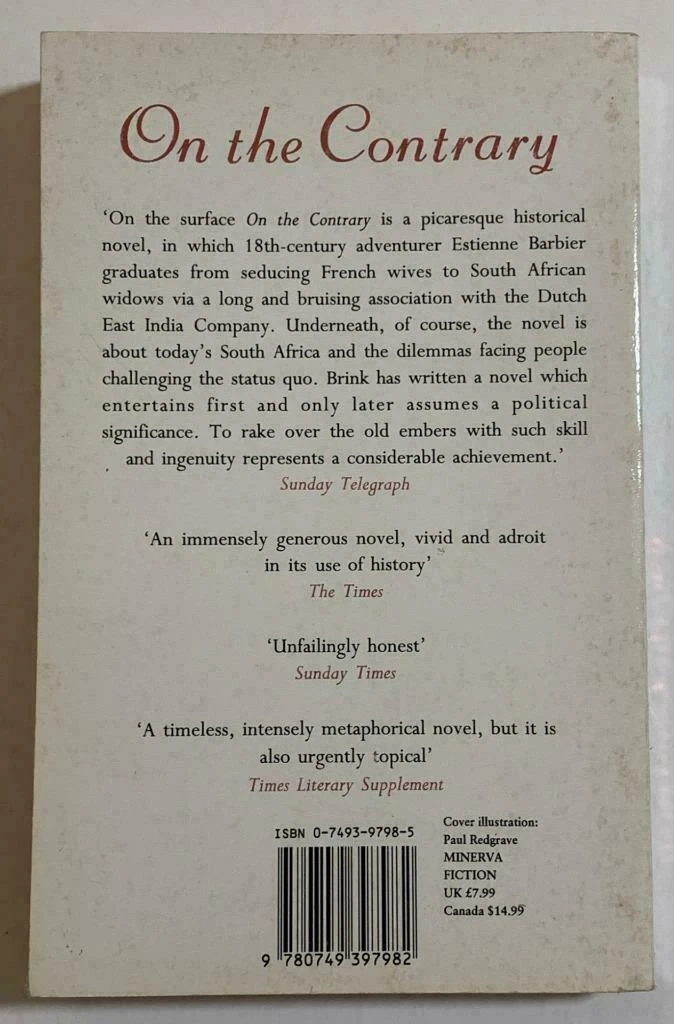 On the Contrary
‘On the surface On the Contrary is a picaresque historical
novel, in which 18th-century adventurer Estienne Barbier
graduates from seducing French wives to South African
widows via a long and bruising association with the Dutch
East India Company. Underneath, of course, the novel is
about today’s South Africa and the dilemmas facing people
challenging the status quo. Brink has written a novel which
entertains first and only later assumes a political
significance. To rake over the old embers with such skill
and ingenuity represents a considerable achievement.’
Sunday Telegraph
‘An immensely generous novel, vivid and adroit
in its use of history’
The Times
‘Unfailingly honest’
Sunday Times
‘A timeless, intensely metaphorical novel, but it is
also urgently topical’
Times Literary Supplement
ISBN 0-7493-9798-5
9 780749 397982
Cover illustration:
Paul Redgrave
MINERVA
FICTION
UK £7.99
Canada $14.99